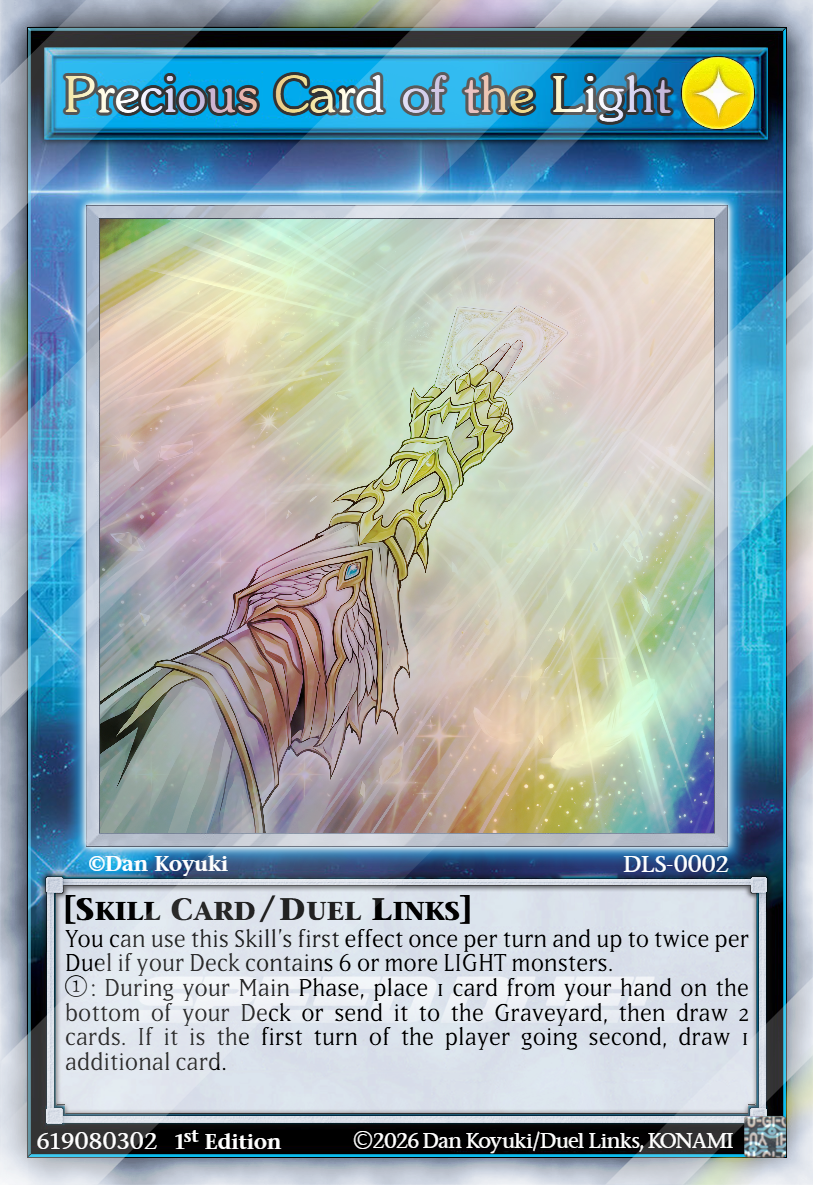 Precious Card of the Light
©Dan Koyuki
DLS-0002
[Skill Card/Duel Links]
You can use this Skill's first effect once per turn and up to twice per
Duel if your Deck contains 6 or more LIGHT monsters.
①: During your Main Phase, place 1 card from your hand on the
bottom of your Deck or send it to the Graveyard, then draw 2
cards. If it is the first turn of the player going second, draw 1
additional card.
619080302 1st Edition
©2026 Dan Koyuki/Duel Links, KONAMI